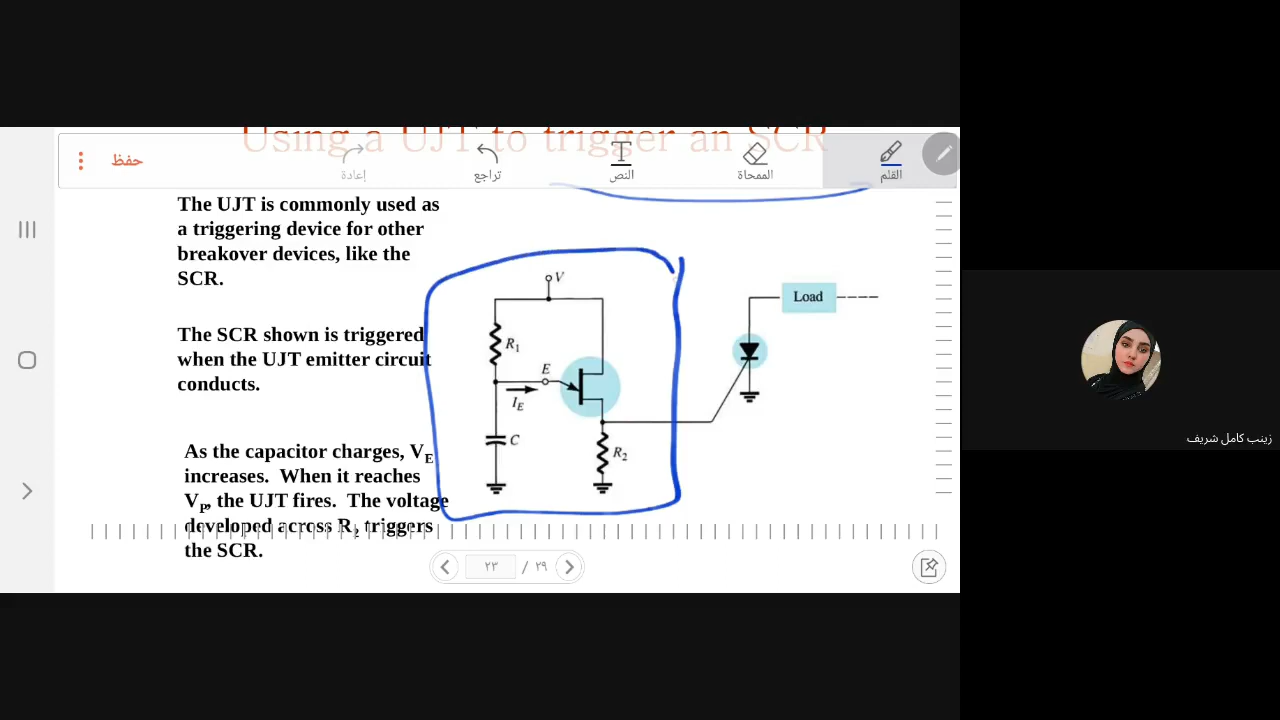 Using a UJT to trigger an SCR
حفظ
إعادة
تراجع
النص
الممحاة
القلم
The UJT is commonly used as
a triggering device for other
breakover devices, like the
SCR.
The SCR shown is triggered
when the UJT emitter circuit
conducts.
As the capacitor charges, VE
increases. When it reaches
VP, the UJT fires. The voltage
developed across R2 triggers
the SCR.
V
R1
E
IE
C
R2
Load
٢٣ / ٢٩
زينب كامل شريف